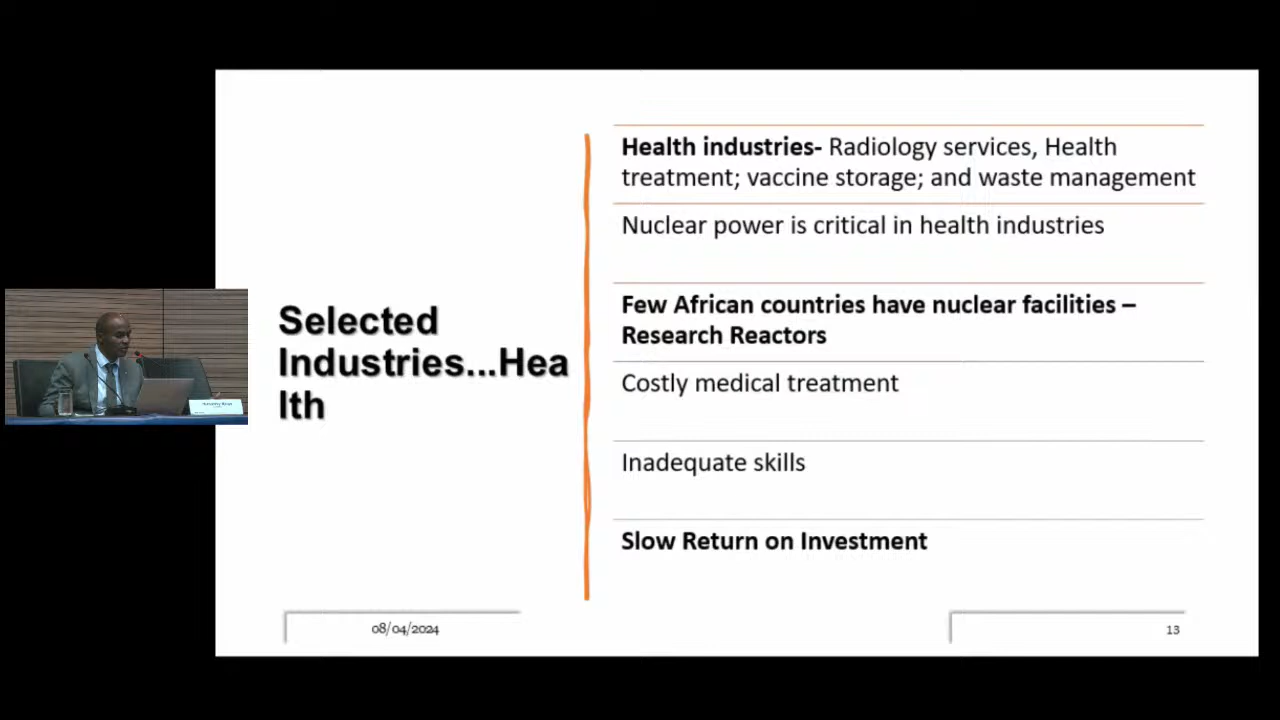 Health industries- Radiology services, Health
treatment; vaccine storage; and waste management
Nuclear power is critical in health industries
Few African countries have nuclear facilities –
Research Reactors
Costly medical treatment
Inadequate skills
Slow Return on Investment
Selected
Industries...Hea
lth
08/04/2024
13